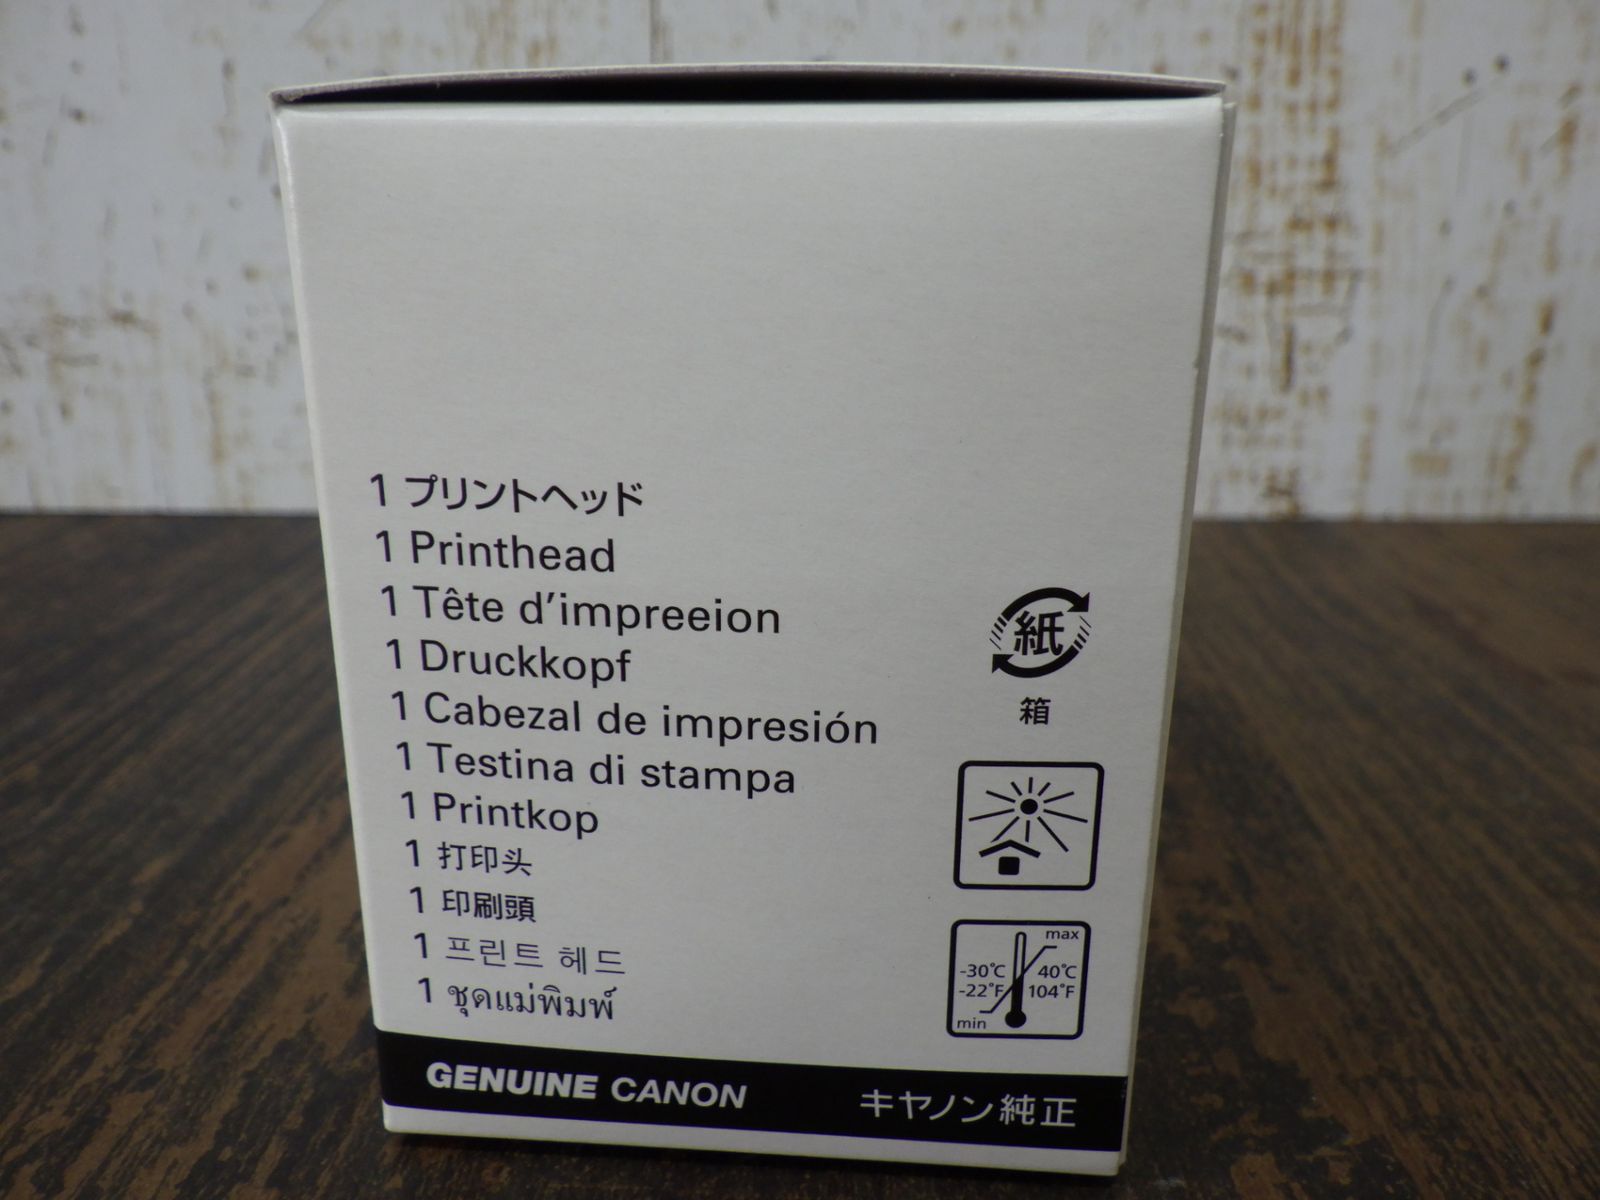 1 プリントヘッド
1 Printhead
1 Tête d'impreeion
1 Druckkopf
1 Cabezal de impresión
1 Testina di stampa
1 Printkop
1 打印头
1 印刷頭
1 프린트 헤드
1 ชุดแม่พิมพ์
紙
箱
max
-30°C 40°C
-22°F 104°F
min
GENUINE CANON キヤノン純正